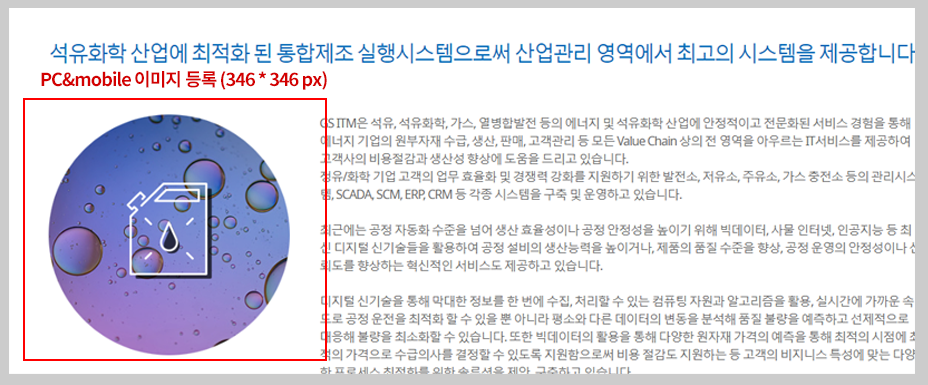 석유화학 산업에 최적화 된 통합제조 실행시스템으로써 산업관리 영역에서 최고의 시스템을 제공합니다
PC&mobile 이미지 등록 (346 * 346 px)
GS ITM은 석유, 석유화학, 가스, 열병합발전 등의 에너지 및 석유화학 산업에 안정적이고 전문화된 서비스 경험을 통해
에너지 기업의 원부자재 수급, 생산, 판매, 고객관리 등 모든 Value Chain 상의 전 영역을 아우르는 IT서비스를 제공하여
고객사의 비용절감과 생산성 향상에 도움을 드리고 있습니다.
정유/화학 기업 고객의 업무 효율화 및 경쟁력 강화를 지원하기 위한 발전소, 저유소, 주유소, 가스 충전소 등의 관리시스
템, SCADA, SCM, ERP, CRM 등 각종 시스템을 구축 및 운영하고 있습니다.
최근에는 공정 자동화 수준을 넘어 생산 효율성이나 공정 안정성을 높이기 위해 빅데이터, 사물 인터넷, 인공지능 등 최
신 디지털 신기술들을 활용하여 공정 설비의 생산능력을 높이거나, 제품의 품질 수준을 향상, 공정 운영의 안정성이나 신
뢰도를 향상하는 혁신적인 서비스도 제공하고 있습니다.
디지털 신기술을 통해 막대한 정보를 한 번에 수집, 처리할 수 있는 컴퓨팅 자원과 알고리즘을 활용, 실시간에 가까운 속
도로 공정 운전을 최적화 할 수 있을 뿐 아니라 평소와 다른 데이터의 변동을 분석해 품질 불량을 예측하고 선제적으로
대응해 불량을 최소화할 수 있습니다. 또한 빅데이터의 활용을 통해 다양한 원자재 가격의 예측을 통해 최적의 시점에 최
적의 가격으로 수급의사를 결정할 수 있도록 지원함으로써 비용 절감도 지원하는 등 고객의 비지니스 특성에 맞는 다양
한 프로세스 최적화를 위한 솔루션을 제안, 구축하고 있습니다.